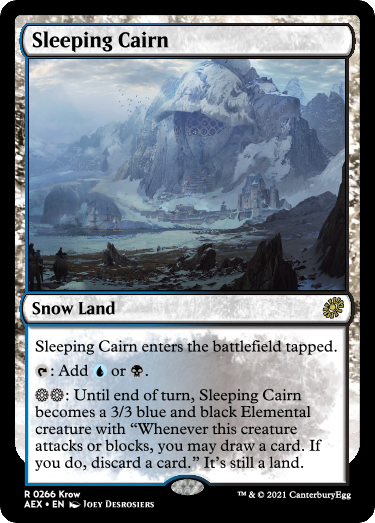 Sleeping Cairn
Snow Land
Sleeping Cairn enters the battlefield tapped.
: Add or .
: Until end of turn, Sleeping Cairn
becomes a 3/3 blue and black Elemental
creature with “Whenever this creature
attacks or blocks, you may draw a card. If
you do, discard a card.” It’s still a land.
R 0266 Krow
AEX • EN Joey Desrosiers
™ & © 2021 CanterburyEgg